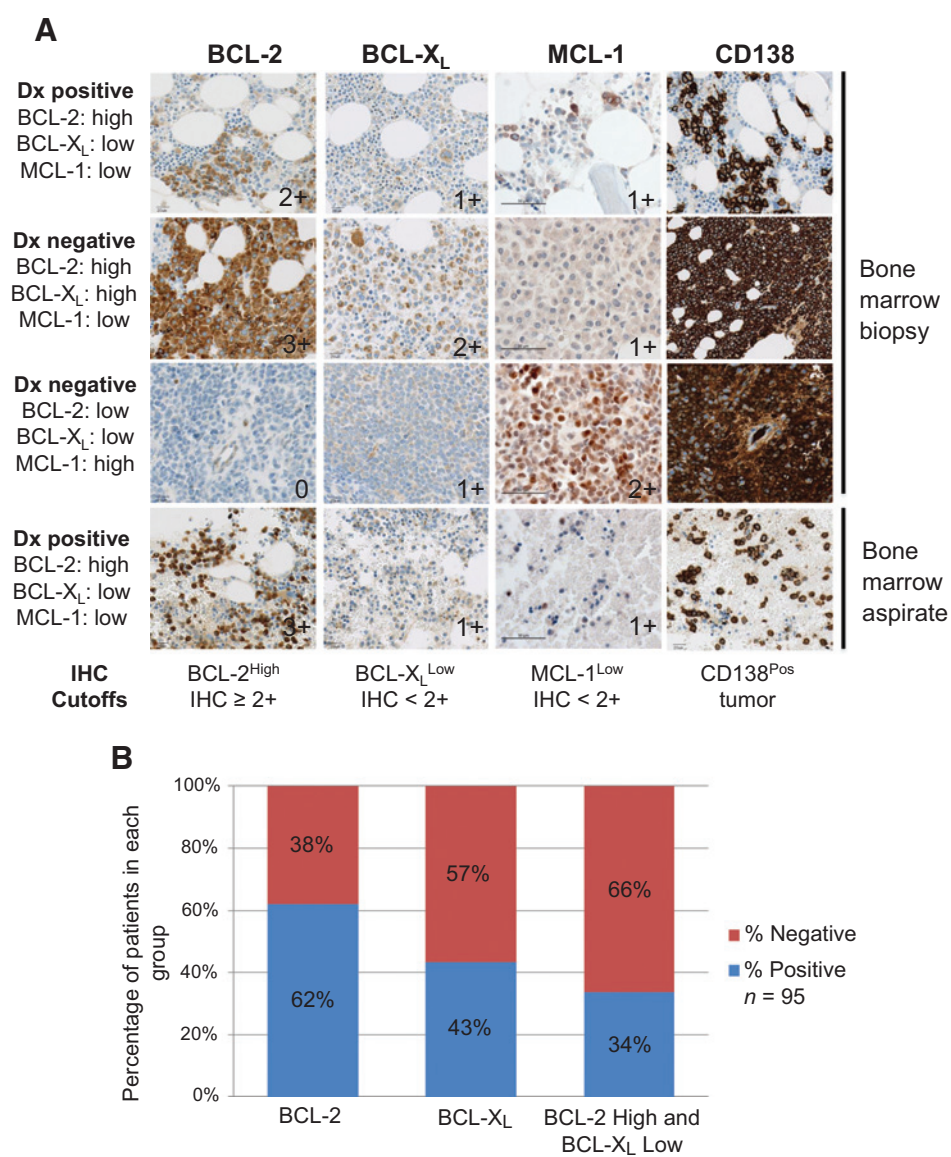 A
BCL-2 BCL-XL MCL-1 CD138
Dx positive
BCL-2: high
BCL-XL: low
MCL-1: low
2+ 1+ 1+
Dx negative
BCL-2: high
BCL-XL: high
MCL-1: low
3+ 2+ 1+
Dx negative
BCL-2: low
BCL-XL: low
MCL-1: high
0 1+ 2+
Bone
marrow
biopsy
Dx positive
BCL-2: high
BCL-XL: low
MCL-1: low
3+ 1+ 1+
Bone
marrow
aspirate
IHC
Cutoffs
BCL-2High
IHC ≥ 2+
BCL-XLLow
IHC < 2+
MCL-1Low
IHC < 2+
CD138Pos
tumor
B
Percentage of patients in each
group
100%
80%
60%
40%
20%
0%
38%
62%
57%
43%
66%
34%
BCL-2
BCL-XL
BCL-2 High and
BCL-XL Low
% Negative
% Positive
n = 95